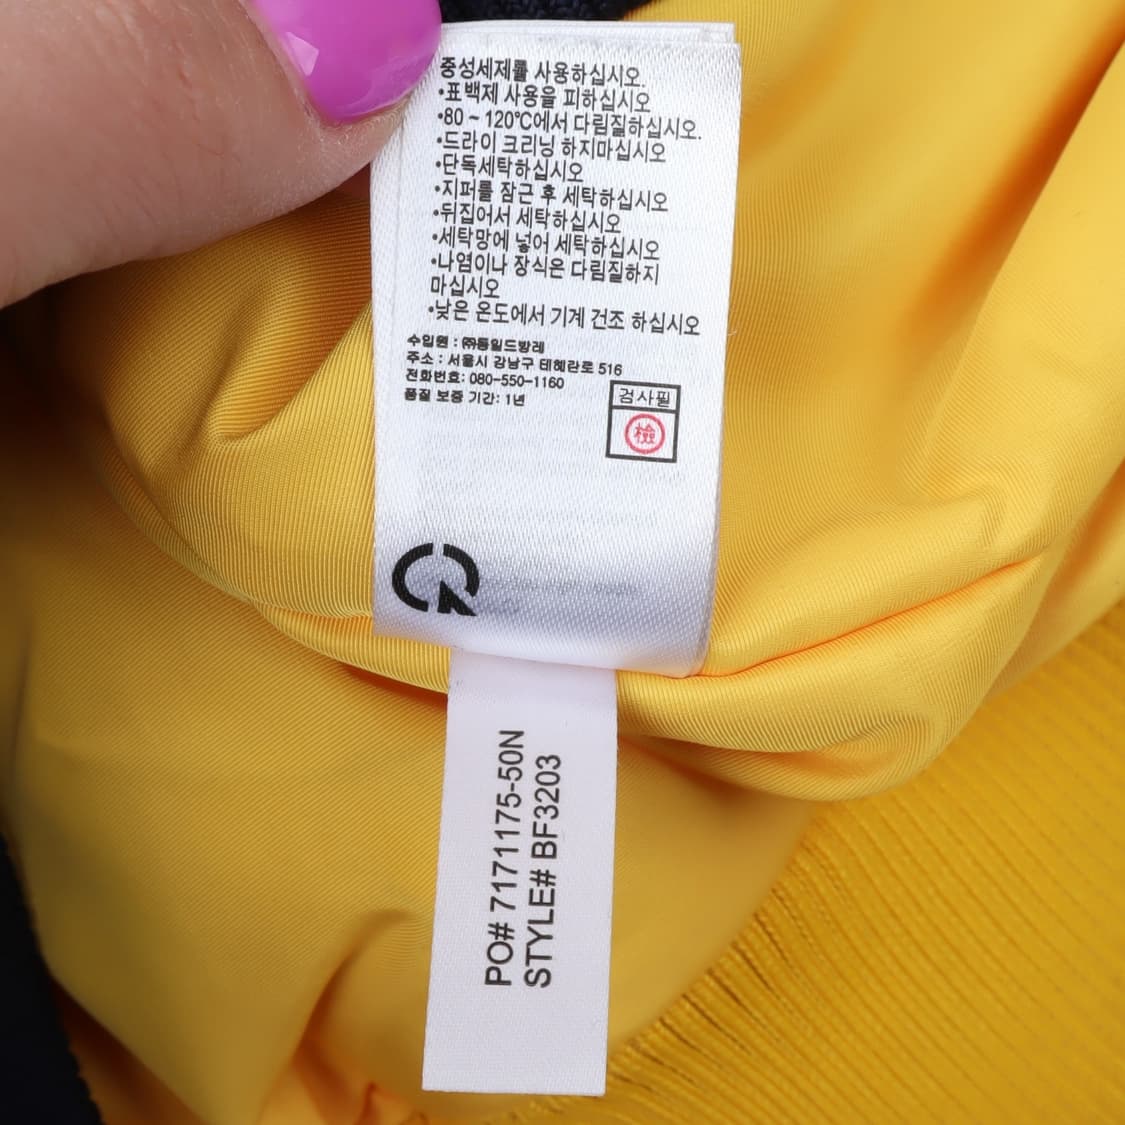 중성세제를 사용하십시오.
•표백제 사용을 피하십시오
•80 ~ 120℃에서 다림질하십시오.
•드라이 크리닝 하지마십시오
•단독세탁하십시오
•지퍼를 잠근 후 세탁하십시오
•뒤집어서 세탁하십시오
•세탁망에 넣어 세탁하십시오
•나염이나 장식은 다림질하지
마십시오
•낮은 온도에서 기계 건조 하십시오
수입원 : ㈜동일드방레
주소 : 서울시 강남구 테헤란로 516
전화번호: 080-550-1160
품질 보증 기간: 1년
검사필
檢
PO# 7171175-50N
STYLE# BF3203